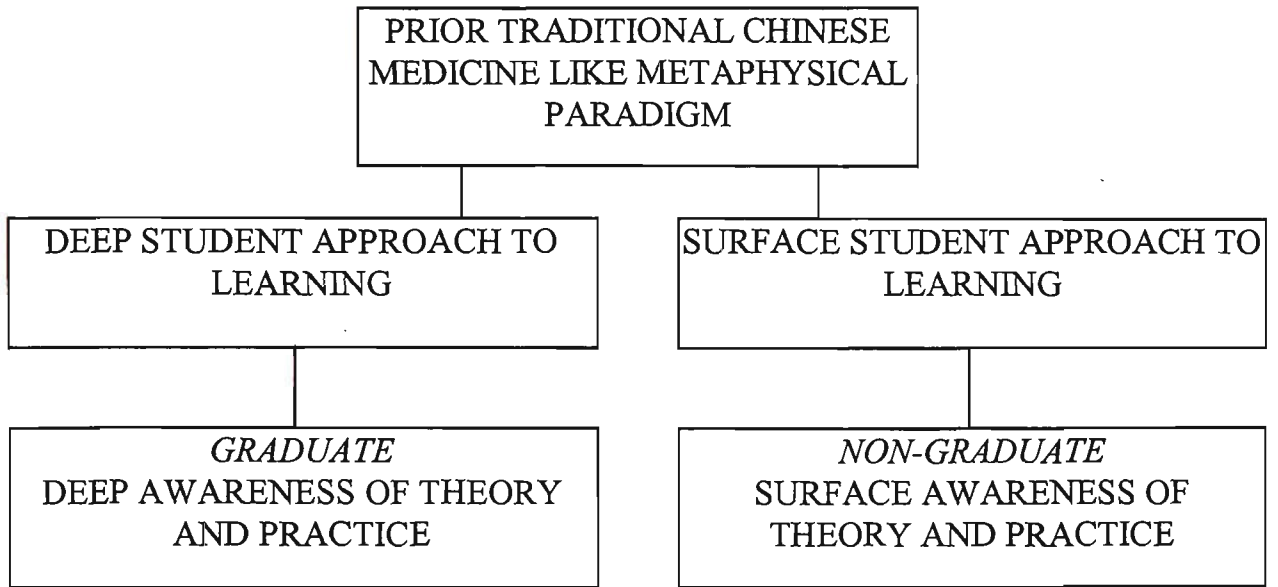 PRIOR TRADITIONAL CHINESE
MEDICINE LIKE METAPHYSICAL
PARADIGM
DEEP STUDENT APPROACH TO
LEARNING
SURFACE STUDENT APPROACH TO
LEARNING
GRADUATE
DEEP AWARENESS OF THEORY
AND PRACTICE
NON-GRADUATE
SURFACE AWARENESS OF
THEORY AND PRACTICE